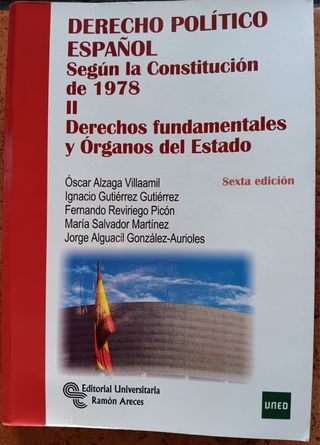 DERECHO POLÍTICO
ESPAÑOL
Según la Constitución
de 1978
II
Derechos fundamentales
y Órganos del Estado
Óscar Alzaga Villaamil
Ignacio Gutiérrez Gutiérrez
Fernando Reviriego Picón
María Salvador Martínez
Jorge Alguacil González-Aurioles
Sexta edición
Editorial Universitaria
Ramón Areces
UNED